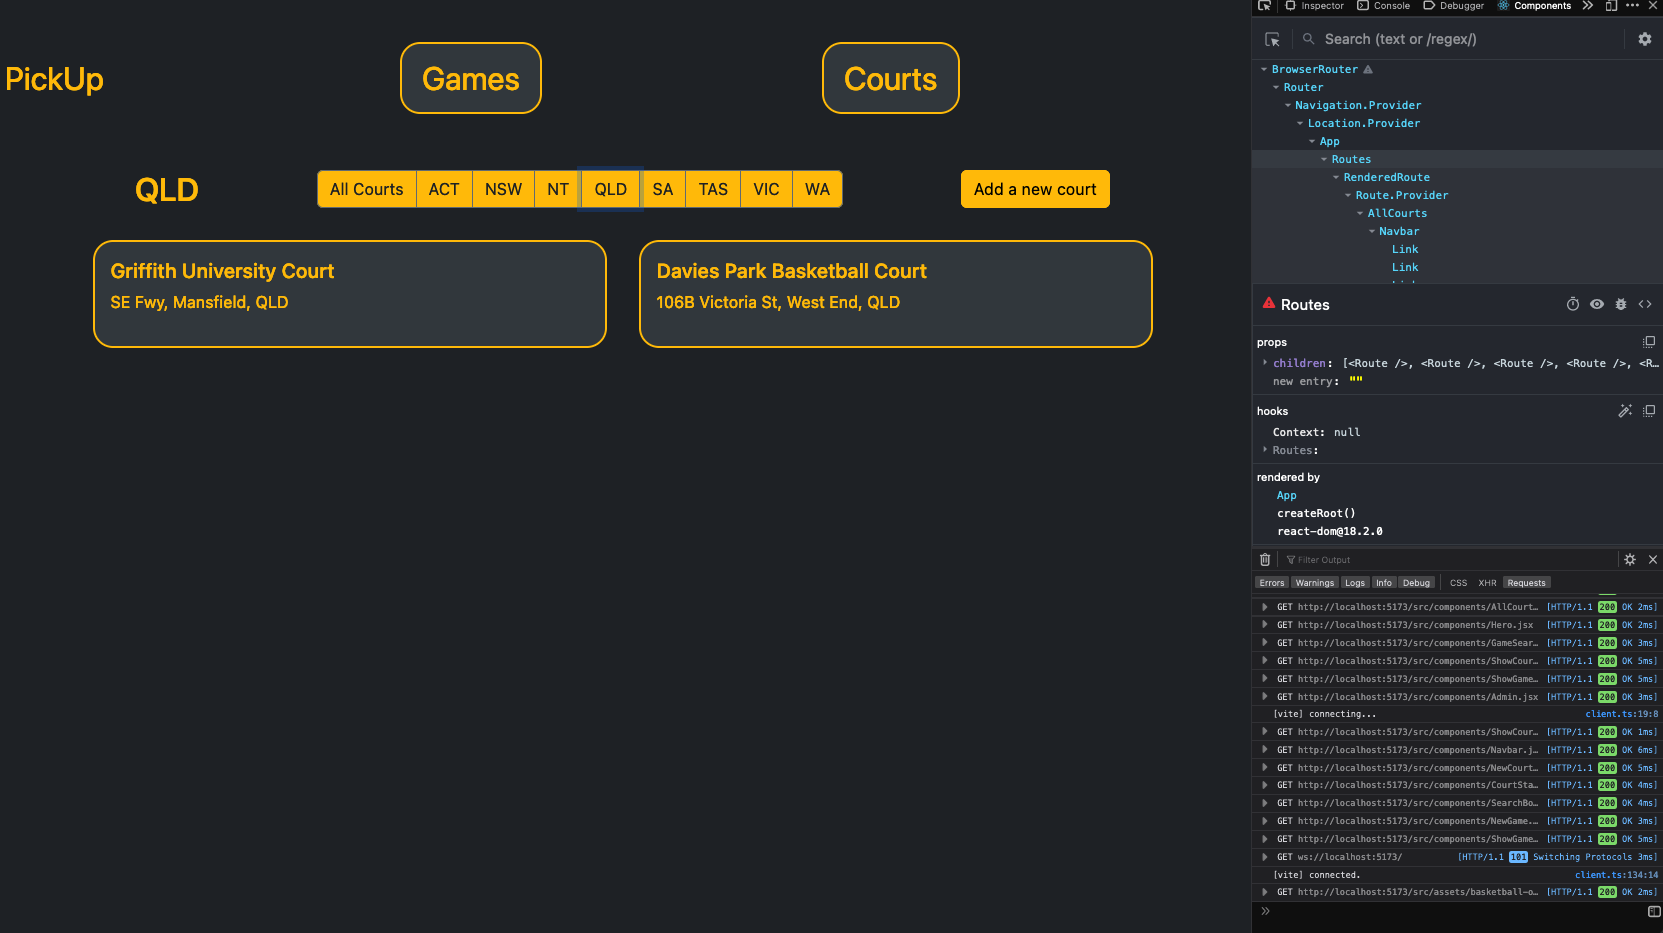 PickUp
Games
Courts
QLD
All Courts ACT NSW NT QLD SA TAS VIC WA
Add a new court
Griffith University Court
SE Fwy, Mansfield, QLD
Davies Park Basketball Court
106B Victoria St, West End, QLD
Inspector Console Debugger Components
Search (text or /regex/)
BrowserRouter
Router
Navigation.Provider
Location.Provider
App
Routes
RenderedRoute
Route.Provider
AllCourts
Navbar
Link
Link
Routes
props
children: [<Route />, <Route />, <Route />, <Route />, <R…
new entry: ""
hooks
Context: null
Routes:
rendered by
App
createRoot()
react-dom@18.2.0
Filter Output
Errors Warnings Logs Info Debug CSS XHR Requests
GET http://localhost:5173/src/components/AllCourt… [HTTP/1.1 200 OK 2ms]
GET http://localhost:5173/src/components/Hero.jsx [HTTP/1.1 200 OK 2ms]
GET http://localhost:5173/src/components/GameSear… [HTTP/1.1 200 OK 3ms]
GET http://localhost:5173/src/components/ShowCour… [HTTP/1.1 200 OK 5ms]
GET http://localhost:5173/src/components/ShowGame… [HTTP/1.1 200 OK 5ms]
GET http://localhost:5173/src/components/Admin.jsx [HTTP/1.1 200 OK 3ms]
[vite] connecting... client.ts:19:8
GET http://localhost:5173/src/components/ShowCour… [HTTP/1.1 200 OK 1ms]
GET http://localhost:5173/src/components/Navbar.j… [HTTP/1.1 200 OK 6ms]
GET http://localhost:5173/src/components/NewCourt… [HTTP/1.1 200 OK 5ms]
GET http://localhost:5173/src/components/CourtSta… [HTTP/1.1 200 OK 4ms]
GET http://localhost:5173/src/components/SearchBo… [HTTP/1.1 200 OK 4ms]
GET http://localhost:5173/src/components/NewGame.… [HTTP/1.1 200 OK 3ms]
GET http://localhost:5173/src/components/ShowGame… [HTTP/1.1 200 OK 5ms]
GET ws://localhost:5173/ [HTTP/1.1 101 Switching Protocols 3ms]
[vite] connected. client.ts:134:14
GET http://localhost:5173/src/assets/basketball-o… [HTTP/1.1 200 OK 2ms]